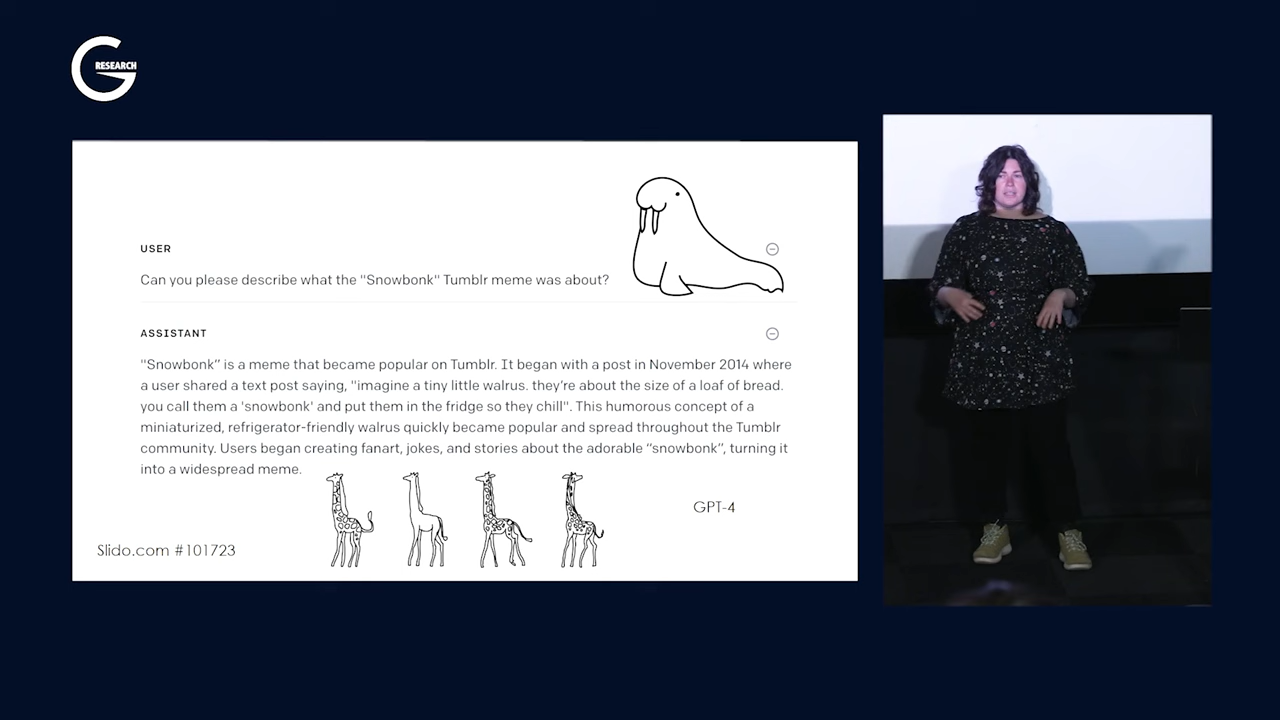 RESEARCH
USER
Can you please describe what the "Snowbonk" Tumblr meme was about?
ASSISTANT
"Snowbonk” is a meme that became popular on Tumblr. It began with a post in November 2014 where
a user shared a text post saying, "imagine a tiny little walrus. they’re about the size of a loaf of bread.
you call them a 'snowbonk' and put them in the fridge so they chill". This humorous concept of a
miniaturized, refrigerator-friendly walrus quickly became popular and spread throughout the Tumblr
community. Users began creating fanart, jokes, and stories about the adorable “snowbonk”, turning it
into a widespread meme.
GPT-4
Slido.com #101723